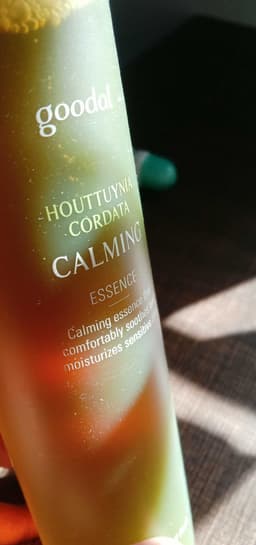 goodal
HOUTTUYNIA
CORDATA
CALMING
ESSENCE
Calming essence
comfortably soothes
moisturizes sensitive